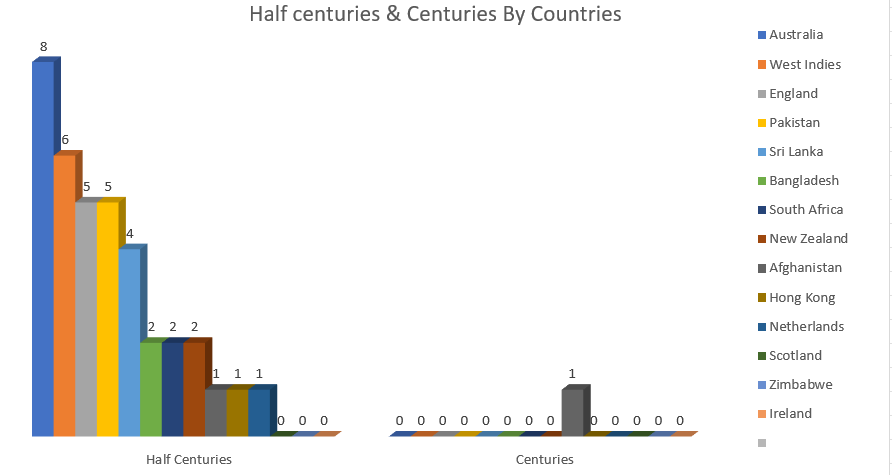 Half centuries & Centuries By Countries
8
6
5 5
4
2 2 2
1 1 1
0 0 0
0 0 0 0 0 0 0 0 1 0 0 0 0 0
Half Centuries
Centuries
Australia
West Indies
England
Pakistan
Sri Lanka
Bangladesh
South Africa
New Zealand
Afghanistan
Hong Kong
Netherlands
Scotland
Zimbabwe
Ireland